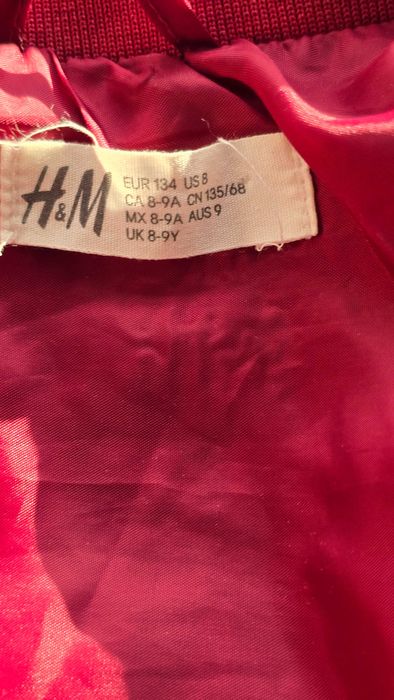 H&M
EUR 134 US 8
CA 8-9A CN 135/68
MX 8-9A AUS 9
UK 8-9Y